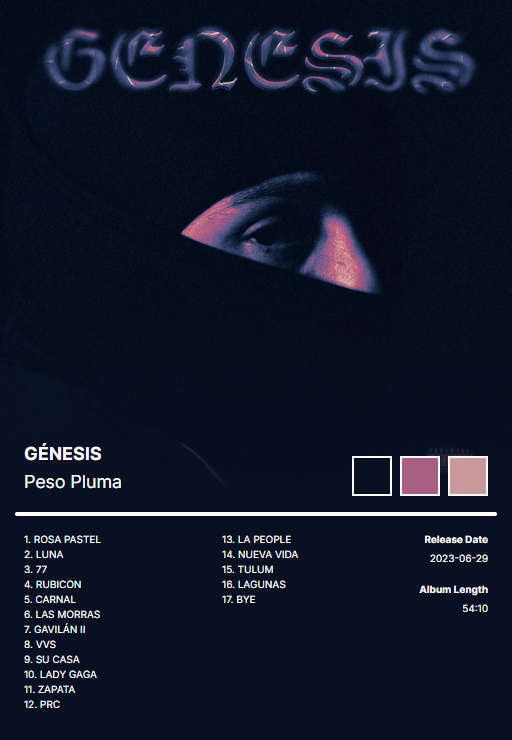 GENESIS
GÉNESIS
Peso Pluma
1. ROSA PASTEL
2. LUNA
3. 77
4. RUBICON
5. CARNAL
6. LAS MORRAS
7. GAVILÁN II
8. VVS
9. SU CASA
10. LADY GAGA
11. ZAPATA
12. PRC
13. LA PEOPLE
14. NUEVA VIDA
15. TULUM
16. LAGUNAS
17. BYE
Release Date
2023-06-29
Album Length
54:10